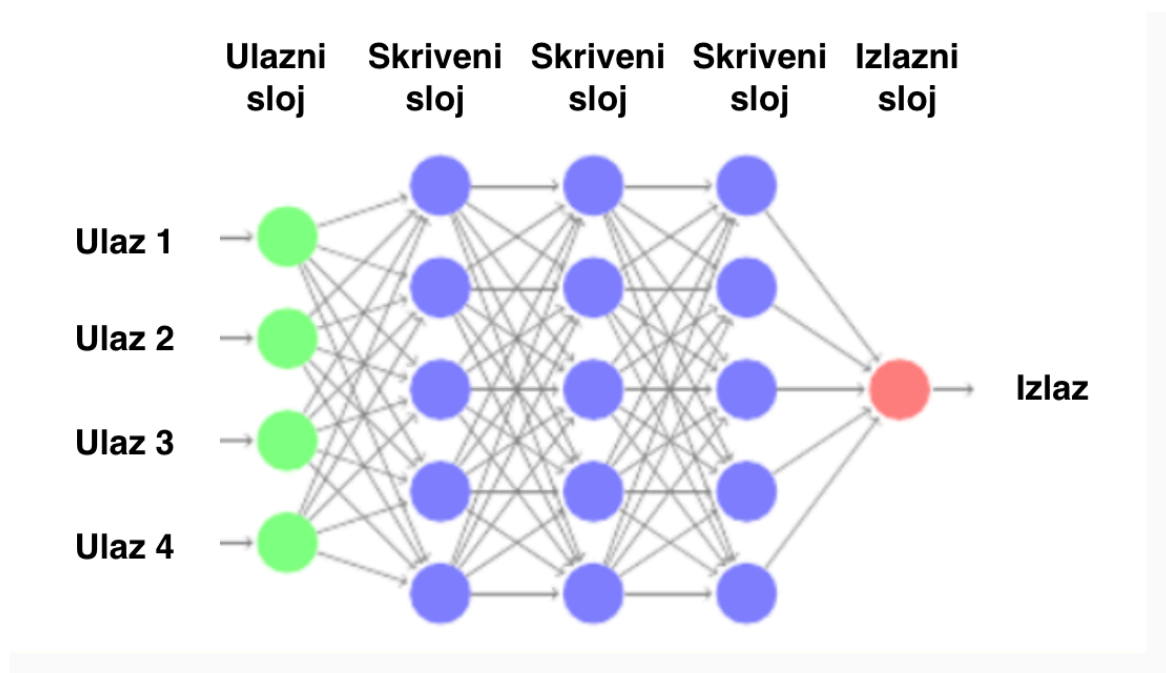 Ulazni
sloj
Skriveni
sloj
Skriveni
sloj
Skriveni
sloj
Izlazni
sloj
Ulaz 1
Ulaz 2
Ulaz 3
Ulaz 4
Izlaz